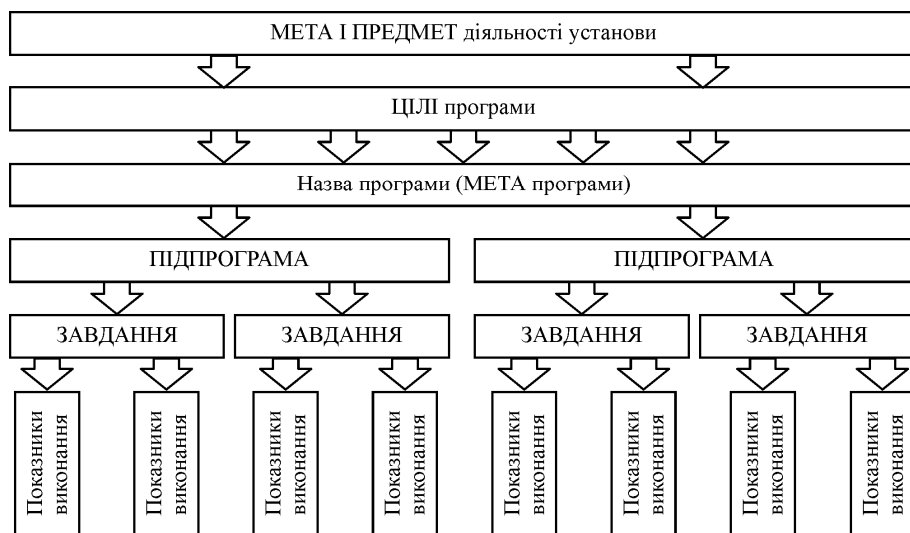 МЕТА І ПРЕДМЕТ діяльності установи
ЦІЛІ програми
Назва програми (МЕТА програми)
ПІДПРОГРАМА
ПІДПРОГРАМА
ЗАВДАННЯ
ЗАВДАННЯ
ЗАВДАННЯ
ЗАВДАННЯ
Показники
виконання
Показники
виконання
Показники
виконання
Показники
виконання
Показники
виконання
Показники
виконання
Показники
виконання
Показники
виконання